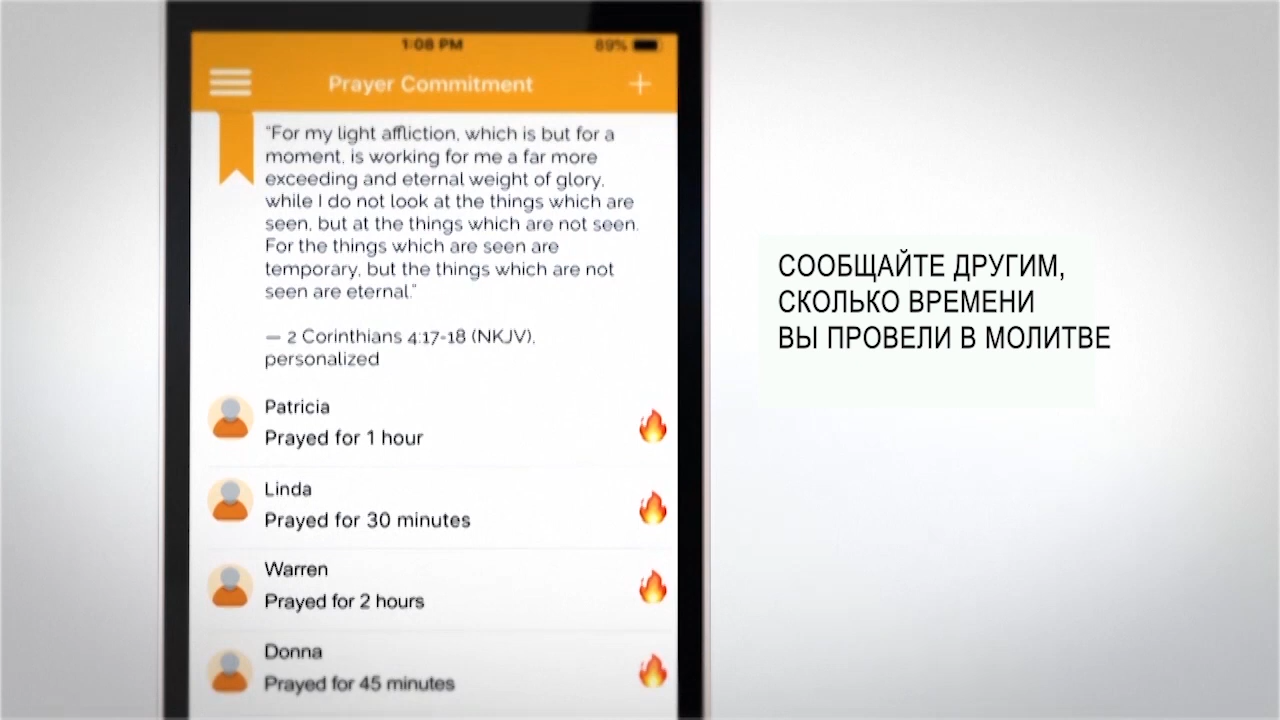 1:08 PM 89%
Prayer Commitment +
“For my light affliction, which is but for a
moment, is working for me a far more
exceeding and eternal weight of glory,
while I do not look at the things which are
seen, but at the things which are not seen.
For the things which are seen are
temporary, but the things which are not
seen are eternal.”
— 2 Corinthians 4:17-18 (NKJV),
personalized
Patricia
Prayed for 1 hour
Linda
Prayed for 30 minutes
Warren
Prayed for 2 hours
Donna
Prayed for 45 minutes
СООБЩАЙТЕ ДРУГИМ,
СКОЛЬКО ВРЕМЕНИ
ВЫ ПРОВЕЛИ В МОЛИТВЕ